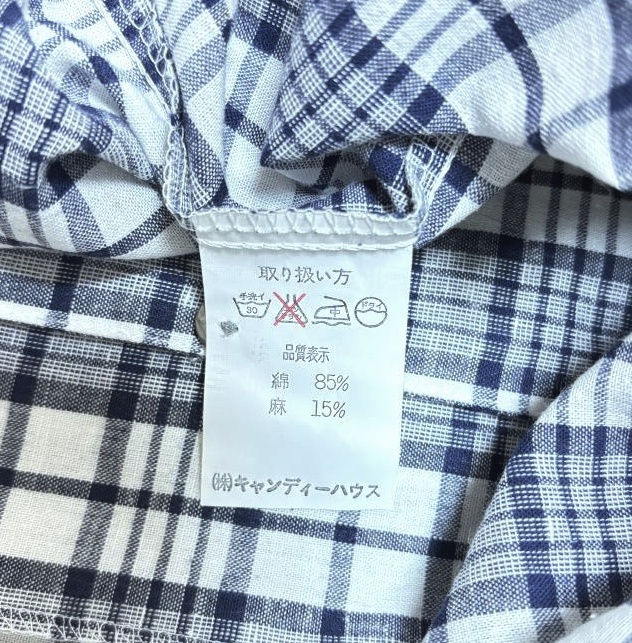 取り扱い方
手洗イ 30 中 ドライ
品質表示
綿 85%
麻 15%
㈱キャンディーハウス